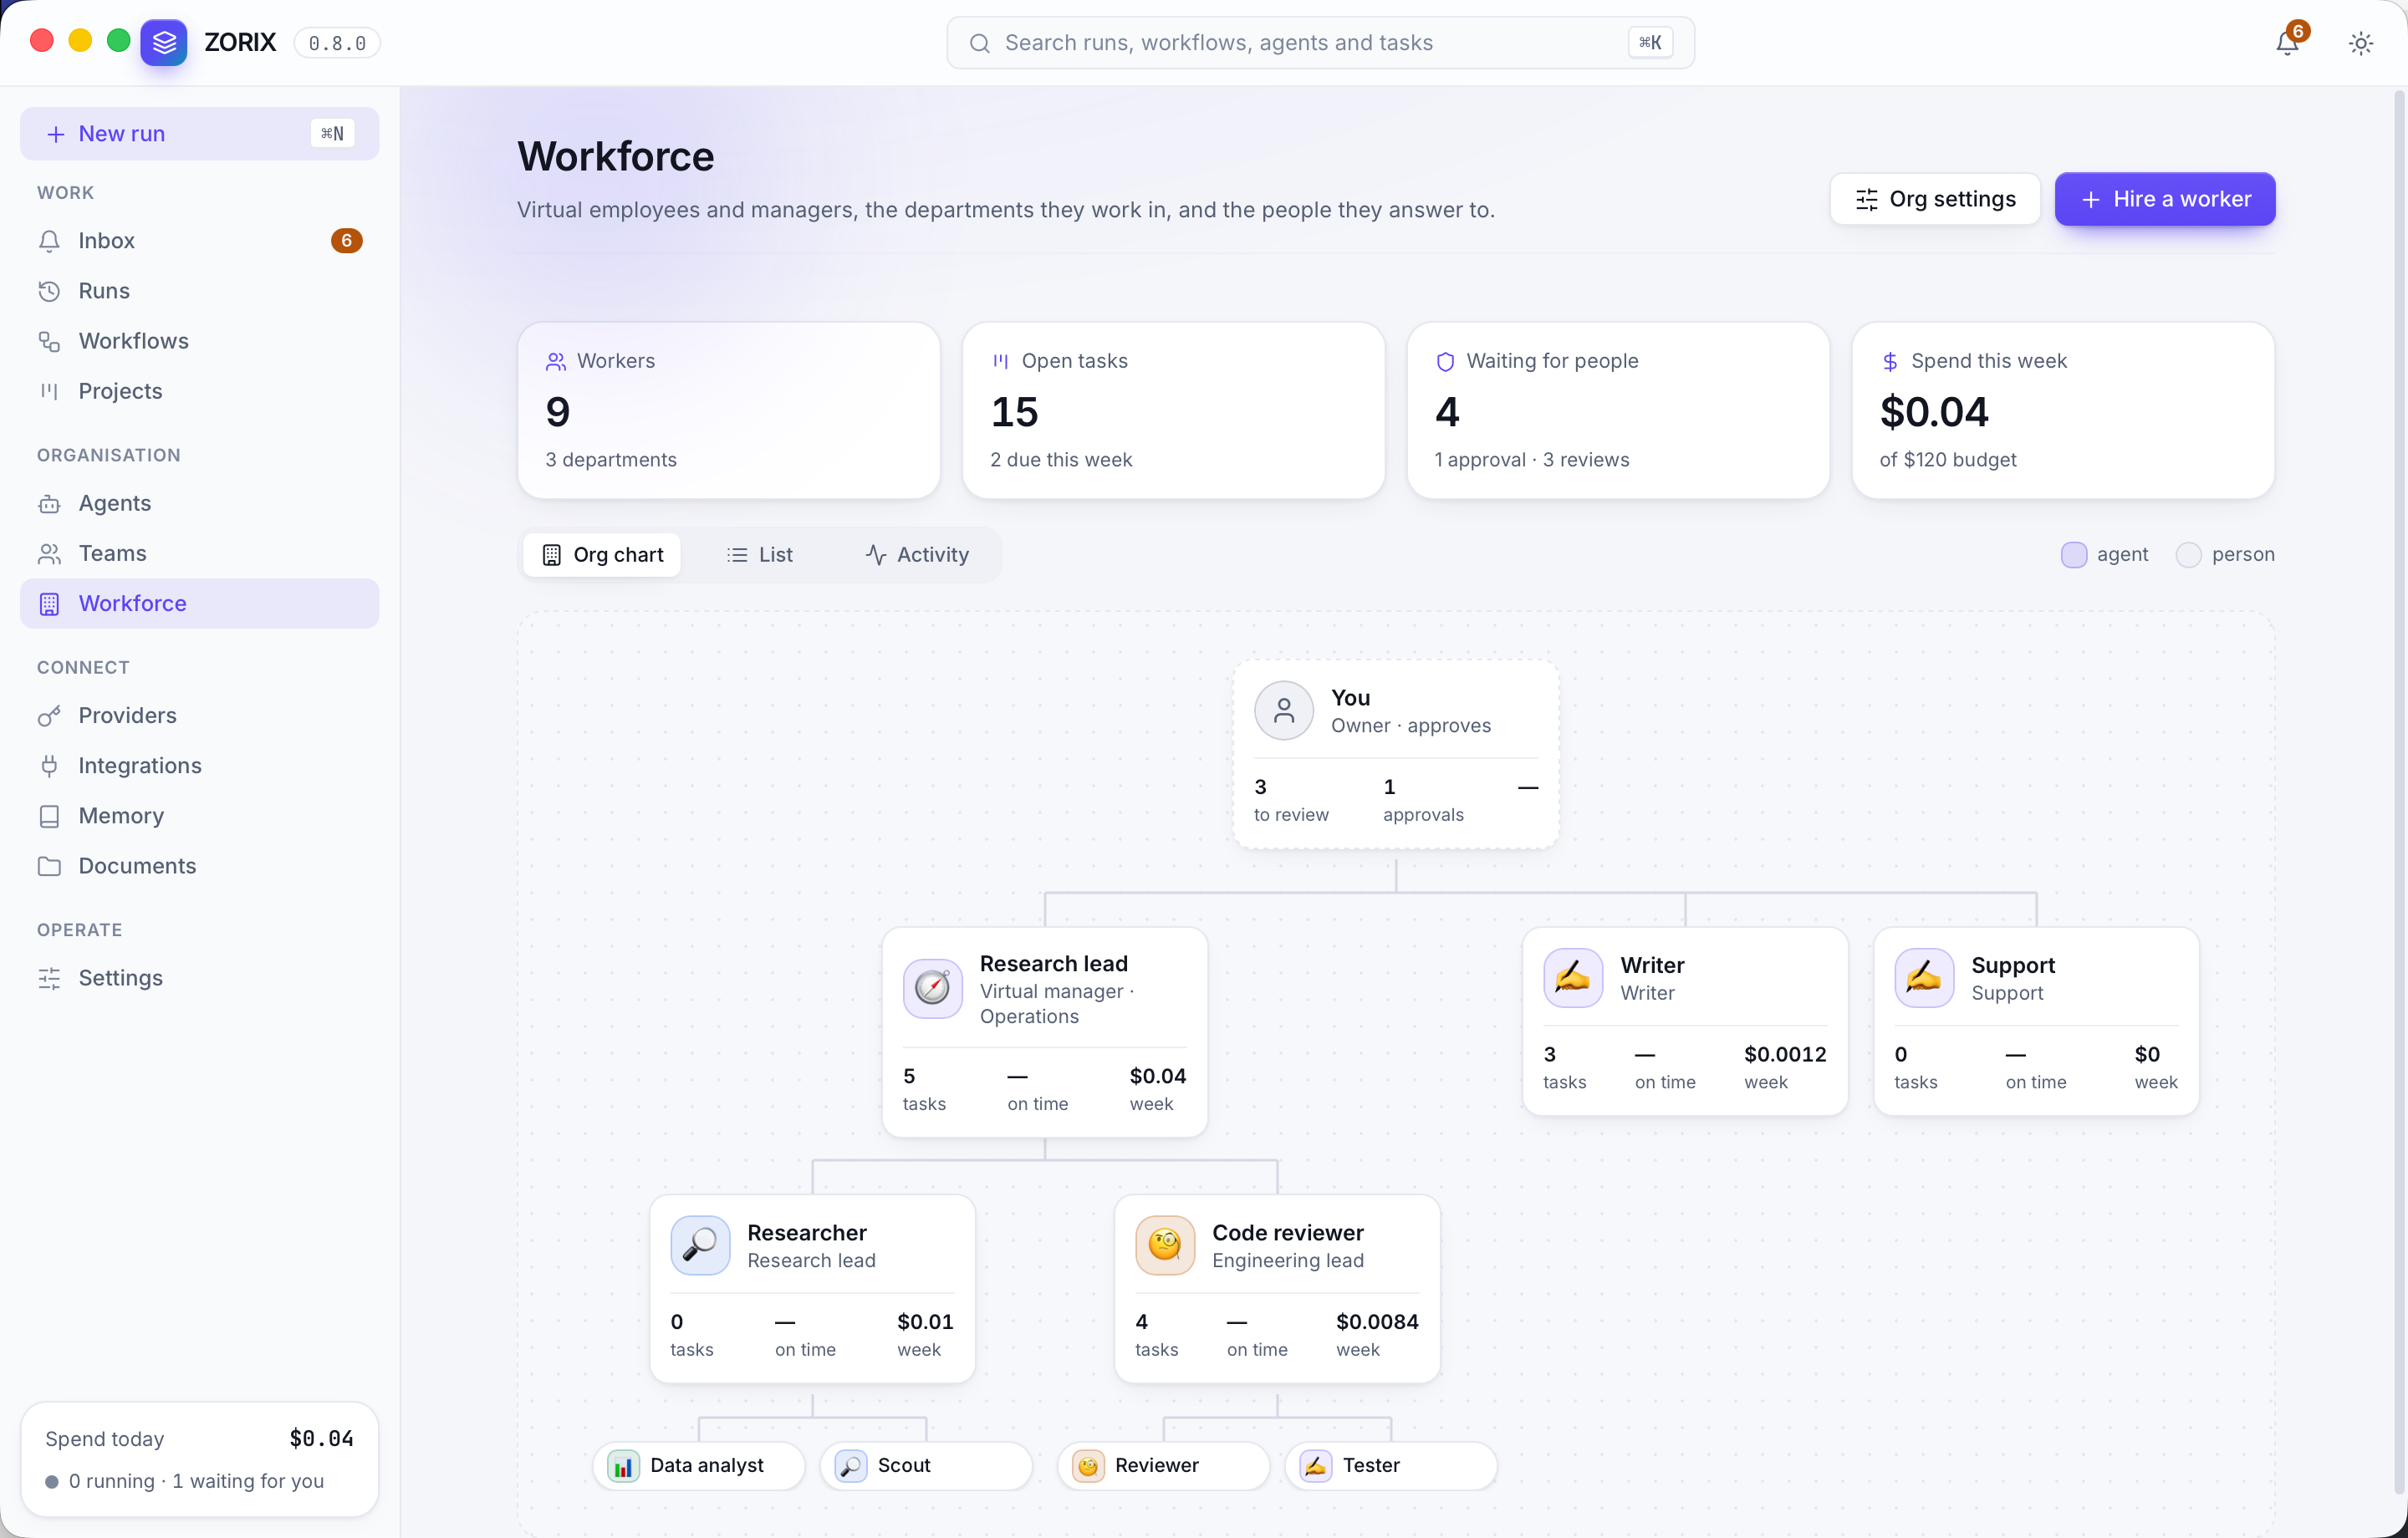 ZORIX 0.8.0
Search runs, workflows, agents and tasks ⌘K
6
New run ⌘N
WORK
Inbox 6
Runs
Workflows
Projects
ORGANISATION
Agents
Teams
Workforce
CONNECT
Providers
Integrations
Memory
Documents
OPERATE
Settings
Spend today $0.04
0 running · 1 waiting for you
Workforce
Virtual employees and managers, the departments they work in, and the people they answer to.
Org settings
Hire a worker
Workers
9
3 departments
Open tasks
15
2 due this week
Waiting for people
4
1 approval · 3 reviews
Spend this week
$0.04
of $120 budget
Org chart
List
Activity
agent
person
You
Owner · approves
3 1 —
to review approvals
Research lead
Virtual manager ·
Operations
5 — $0.04
tasks on time week
Writer
Writer
3 — $0.0012
tasks on time week
Support
Support
0 — $0
tasks on time week
Researcher
Research lead
0 — $0.01
tasks on time week
Code reviewer
Engineering lead
4 — $0.0084
tasks on time week
Data analyst
Scout
Reviewer
Tester